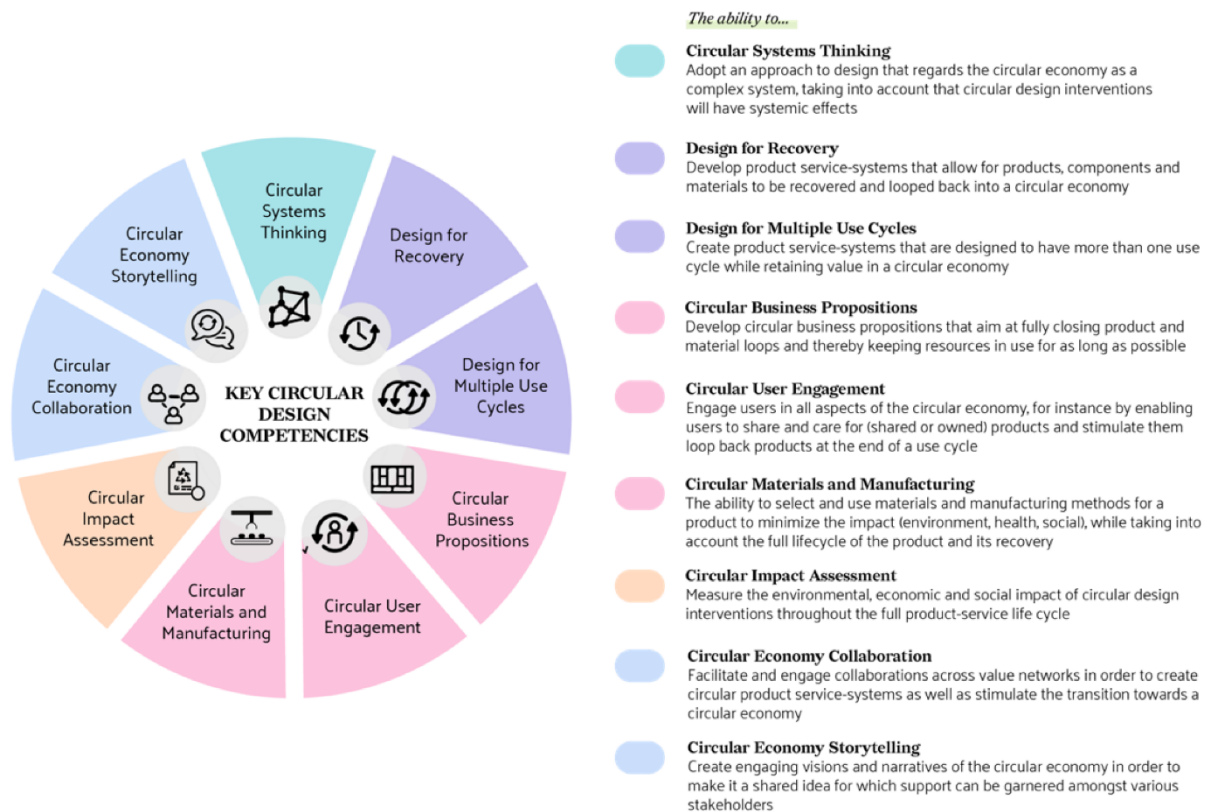 The ability to...
Circular Systems Thinking
Adopt an approach to design that regards the circular economy as a
complex system, taking into account that circular design interventions
will have systemic effects
Design for Recovery
Develop product service-systems that allow for products, components and
materials to be recovered and looped back into a circular economy
Design for Multiple Use Cycles
Create product service-systems that are designed to have more than one use
cycle while retaining value in a circular economy
Circular Business Propositions
Develop circular business propositions that aim at fully closing product and
material loops and thereby keeping resources in use for as long as possible
Circular User Engagement
Engage users in all aspects of the circular economy, for instance by enabling
users to share and care for (shared or owned) products and stimulate them
loop back products at the end of a use cycle
Circular Materials and Manufacturing
The ability to select and use materials and manufacturing methods for a
product to minimize the impact (environment, health, social), while taking into
account the full lifecycle of the product and its recovery
Circular Impact Assessment
Measure the environmental, economic and social impact of circular design
interventions throughout the full product-service life cycle
Circular Economy Collaboration
Facilitate and engage collaborations across value networks in order to create
circular product service-systems as well as stimulate the transition towards a
circular economy
Circular Economy Storytelling
Create engaging visions and narratives of the circular economy in order to
make it a shared idea for which support can be garnered amongst various
stakeholders
KEY CIRCULAR
DESIGN
COMPETENCIES
Circular
Systems
Thinking
Design for
Recovery
Design for
Multiple Use
Cycles
Circular
Business
Propositions
Circular User
Engagement
Circular
Materials and
Manufacturing
Circular
Impact
Assessment
Circular
Economy
Collaboration
Circular
Economy
Storytelling